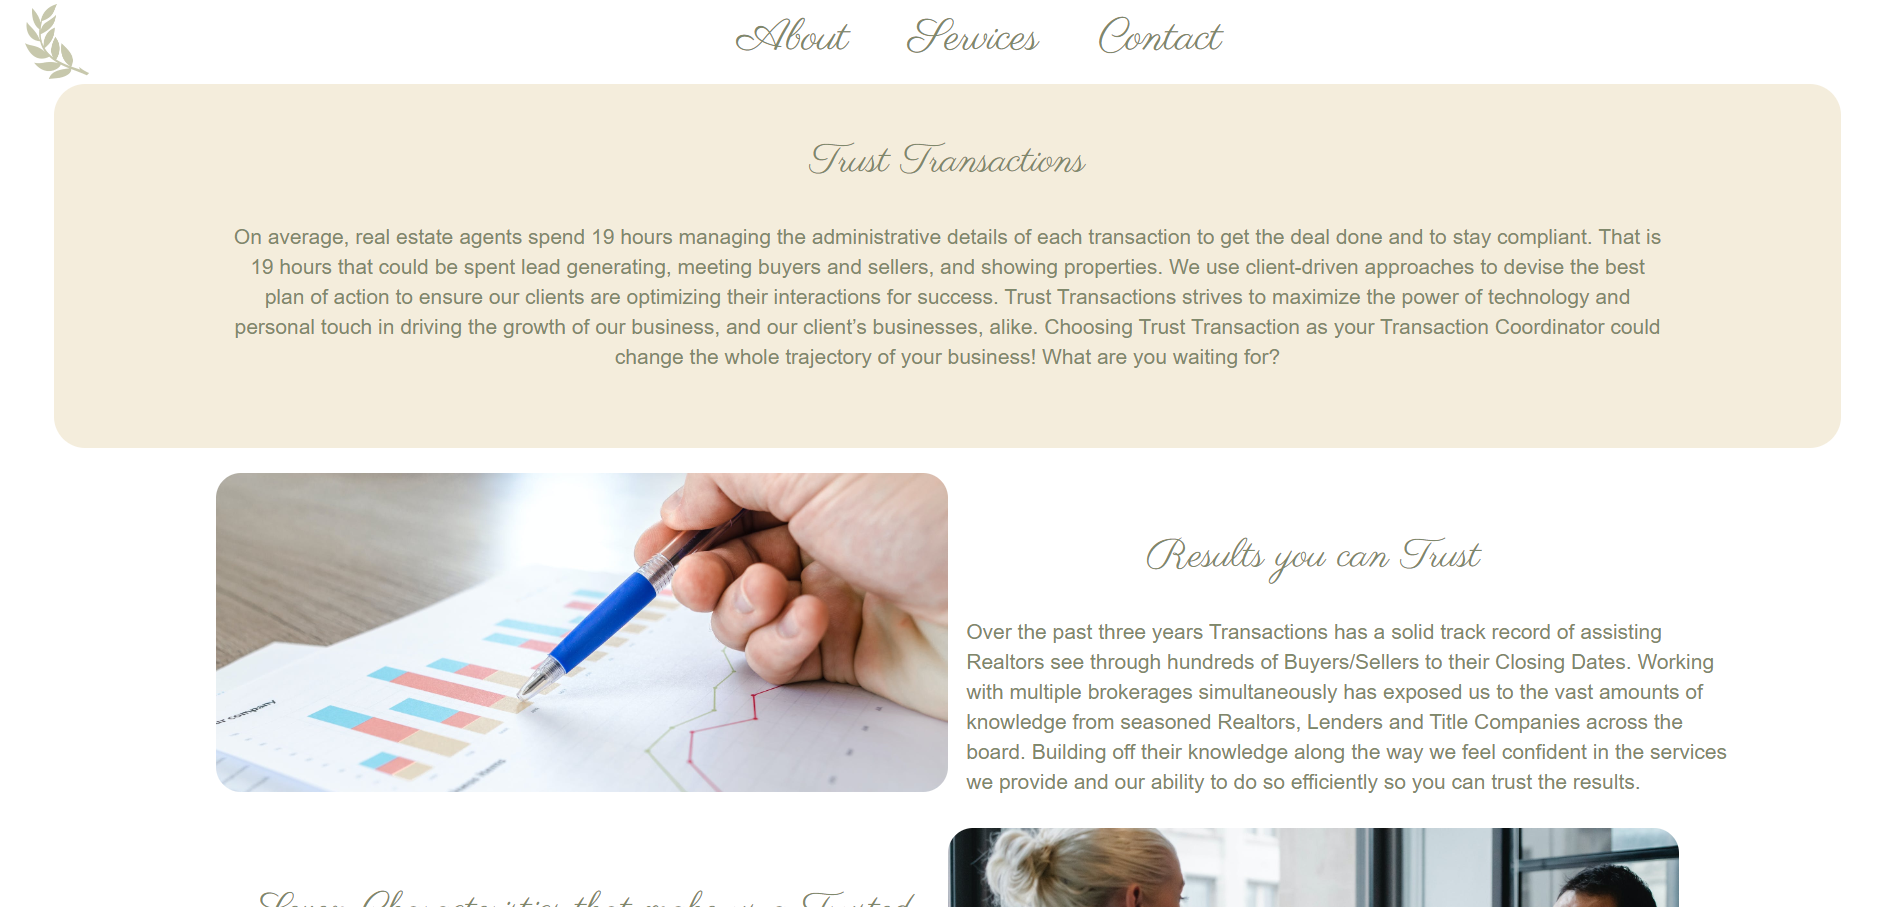 About Services Contact
Trust Transactions
On average, real estate agents spend 19 hours managing the administrative details of each transaction to get the deal done and to stay compliant. That is
19 hours that could be spent lead generating, meeting buyers and sellers, and showing properties. We use client-driven approaches to devise the best
plan of action to ensure our clients are optimizing their interactions for success. Trust Transactions strives to maximize the power of technology and
personal touch in driving the growth of our business, and our client’s businesses, alike. Choosing Trust Transaction as your Transaction Coordinator could
change the whole trajectory of your business! What are you waiting for?
Results you can Trust
Over the past three years Transactions has a solid track record of assisting
Realtors see through hundreds of Buyers/Sellers to their Closing Dates. Working
with multiple brokerages simultaneously has exposed us to the vast amounts of
knowledge from seasoned Realtors, Lenders and Title Companies across the
board. Building off their knowledge along the way we feel confident in the services
we provide and our ability to do so efficiently so you can trust the results.
company
Characteristics that make us a Trusted